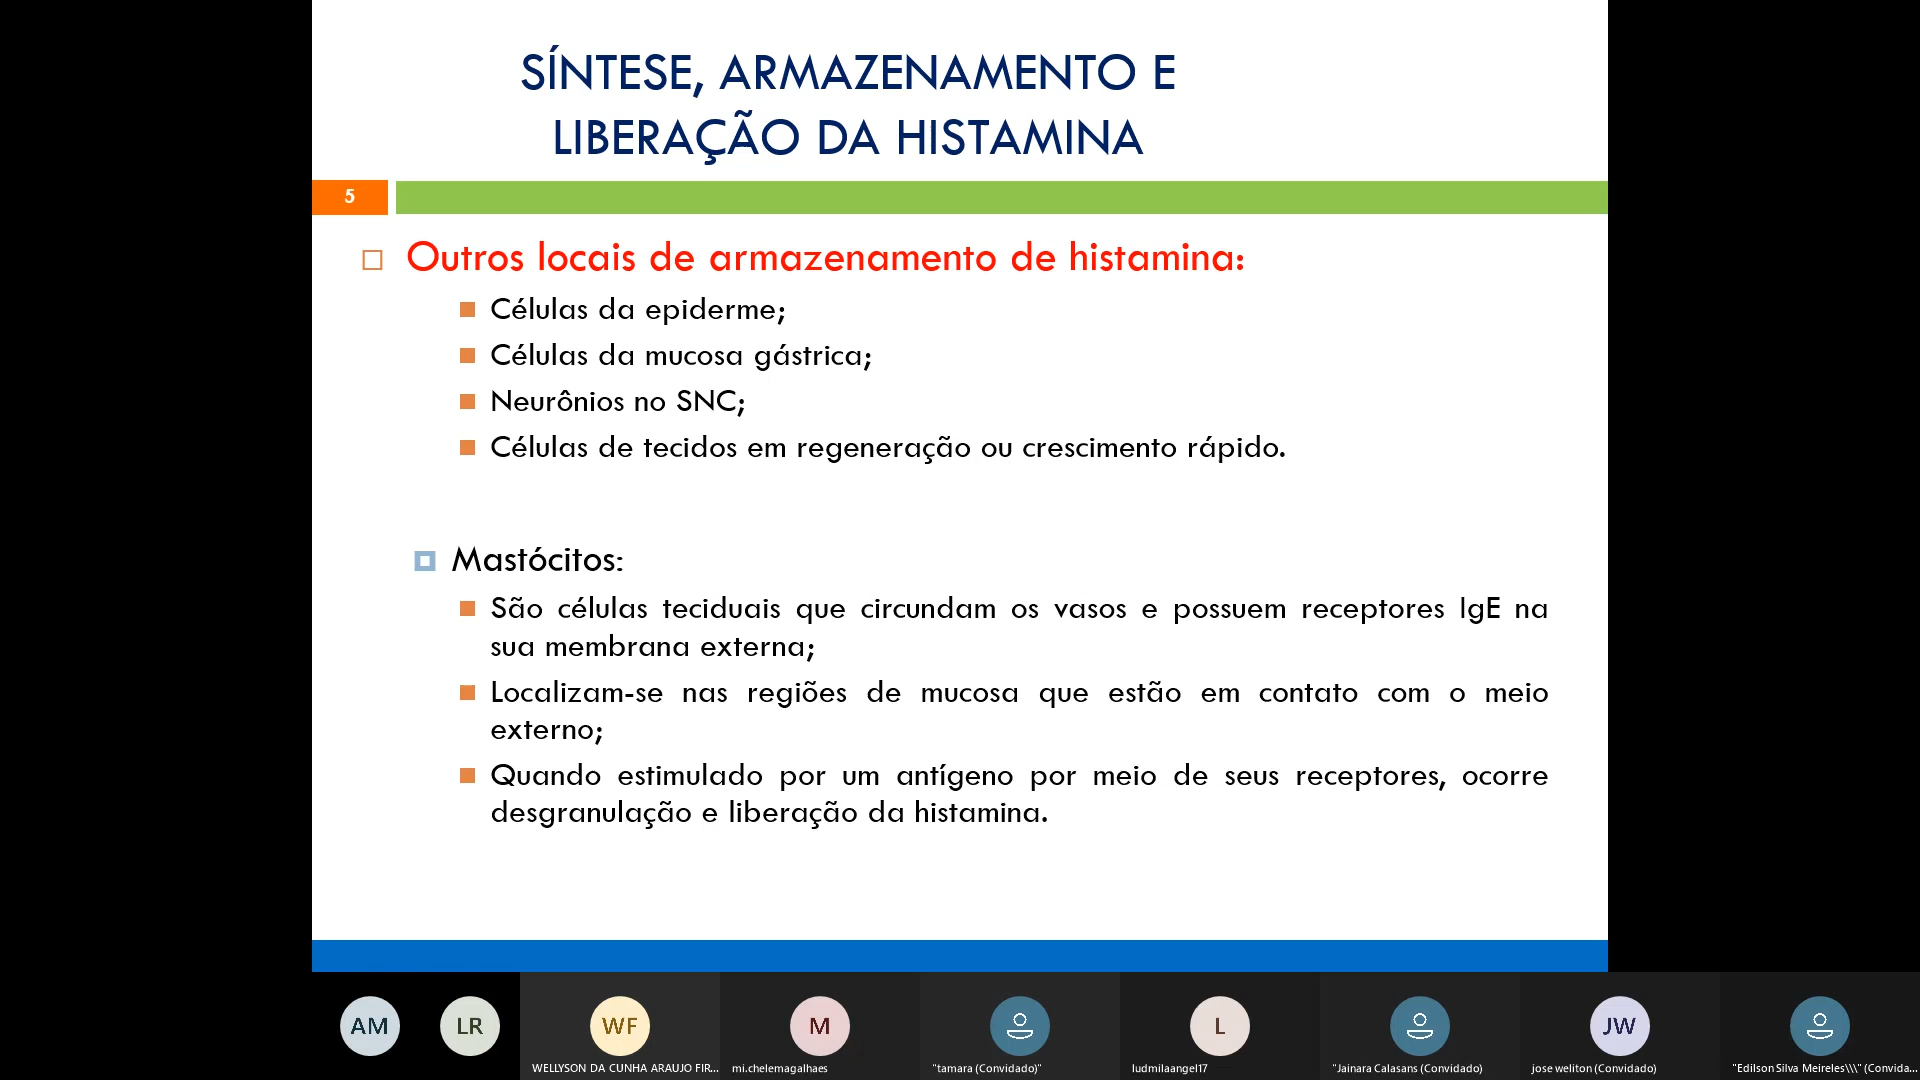 SÍNTESE, ARMAZENAMENTO E
LIBERAÇÃO DA HISTAMINA
5
Outros locais de armazenamento de histamina:
Células da epiderme;
Células da mucosa gástrica;
Neurônios no SNC;
Células de tecidos em regeneração ou crescimento rápido.
Mastócitos:
São células teciduais que circundam os vasos e possuem receptores IgE na
sua membrana externa;
Localizam-se nas regiões de mucosa que estão em contato com o meio
externo;
Quando estimulado por um antígeno por meio de seus receptores, ocorre
desgranulação e liberação da histamina.
AM
LR
WF
M
L
JW
WELLYSON DA CUNHA ARAUJO FIR...
mi.chelemagalhaes
"tamara (Convidado)"
ludmilaangel17
"Jainara Calasans (Convidado)
jose weliton (Convidado)
"Edilson Silva Meireles\\\" (Convida...